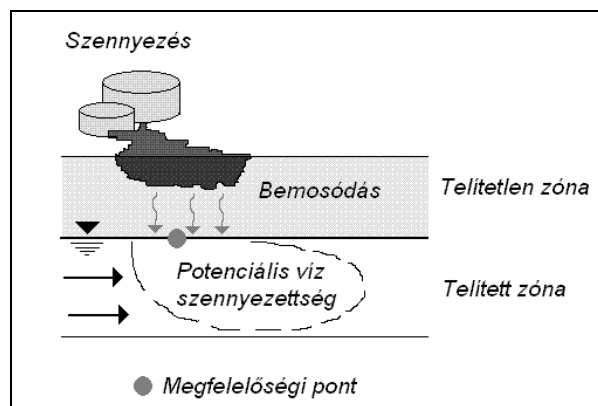 Szennyezés
Bemosódás
Telítetlen zóna
Potenciális víz
szennyezettség
Telített zóna
Megfelelőségi pont